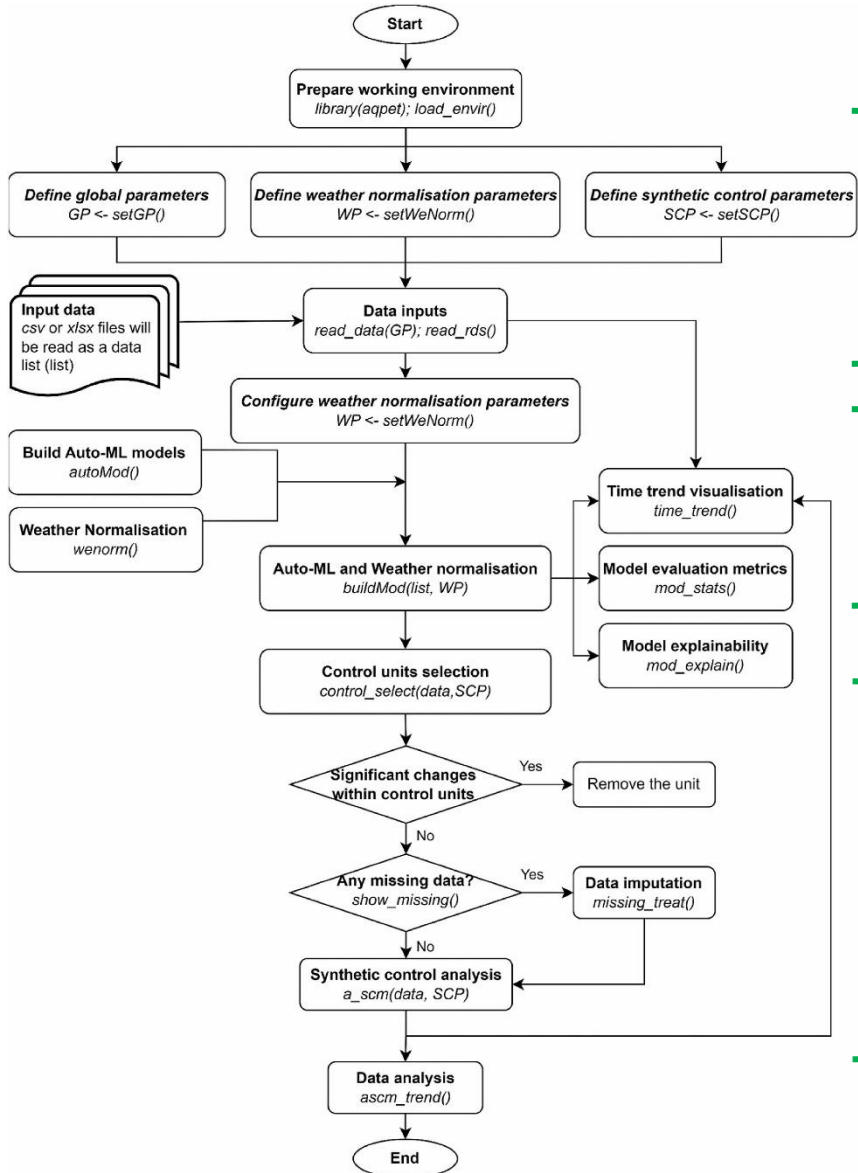 Start
Prepare working environment
library(aqpet); load_envir()
Define global parameters
GP <- setGP()
Define weather normalisation parameters
WP <- setWeNorm()
Define synthetic control parameters
SCP <- setSCP()
Input data
csv or xlsx files will
be read as a data
list (list)
Data inputs
read_data(GP); read_rds()
Configure weather normalisation parameters
WP <- setWeNorm()
Build Auto-ML models
autoMod()
Weather Normalisation
wenorm()
Time trend visualisation
time_trend()
Auto-ML and Weather normalisation
buildMod(list, WP)
Model evaluation metrics
mod_stats()
Model explainability
mod_explain()
Control units selection
control_select(data,SCP)
Significant changes
within control units
Yes
Remove the unit
No
Any missing data?
show_missing()
Yes
Data imputation
missing_treat()
No
Synthetic control analysis
a_scm(data, SCP)
Data analysis
ascm_trend()
End